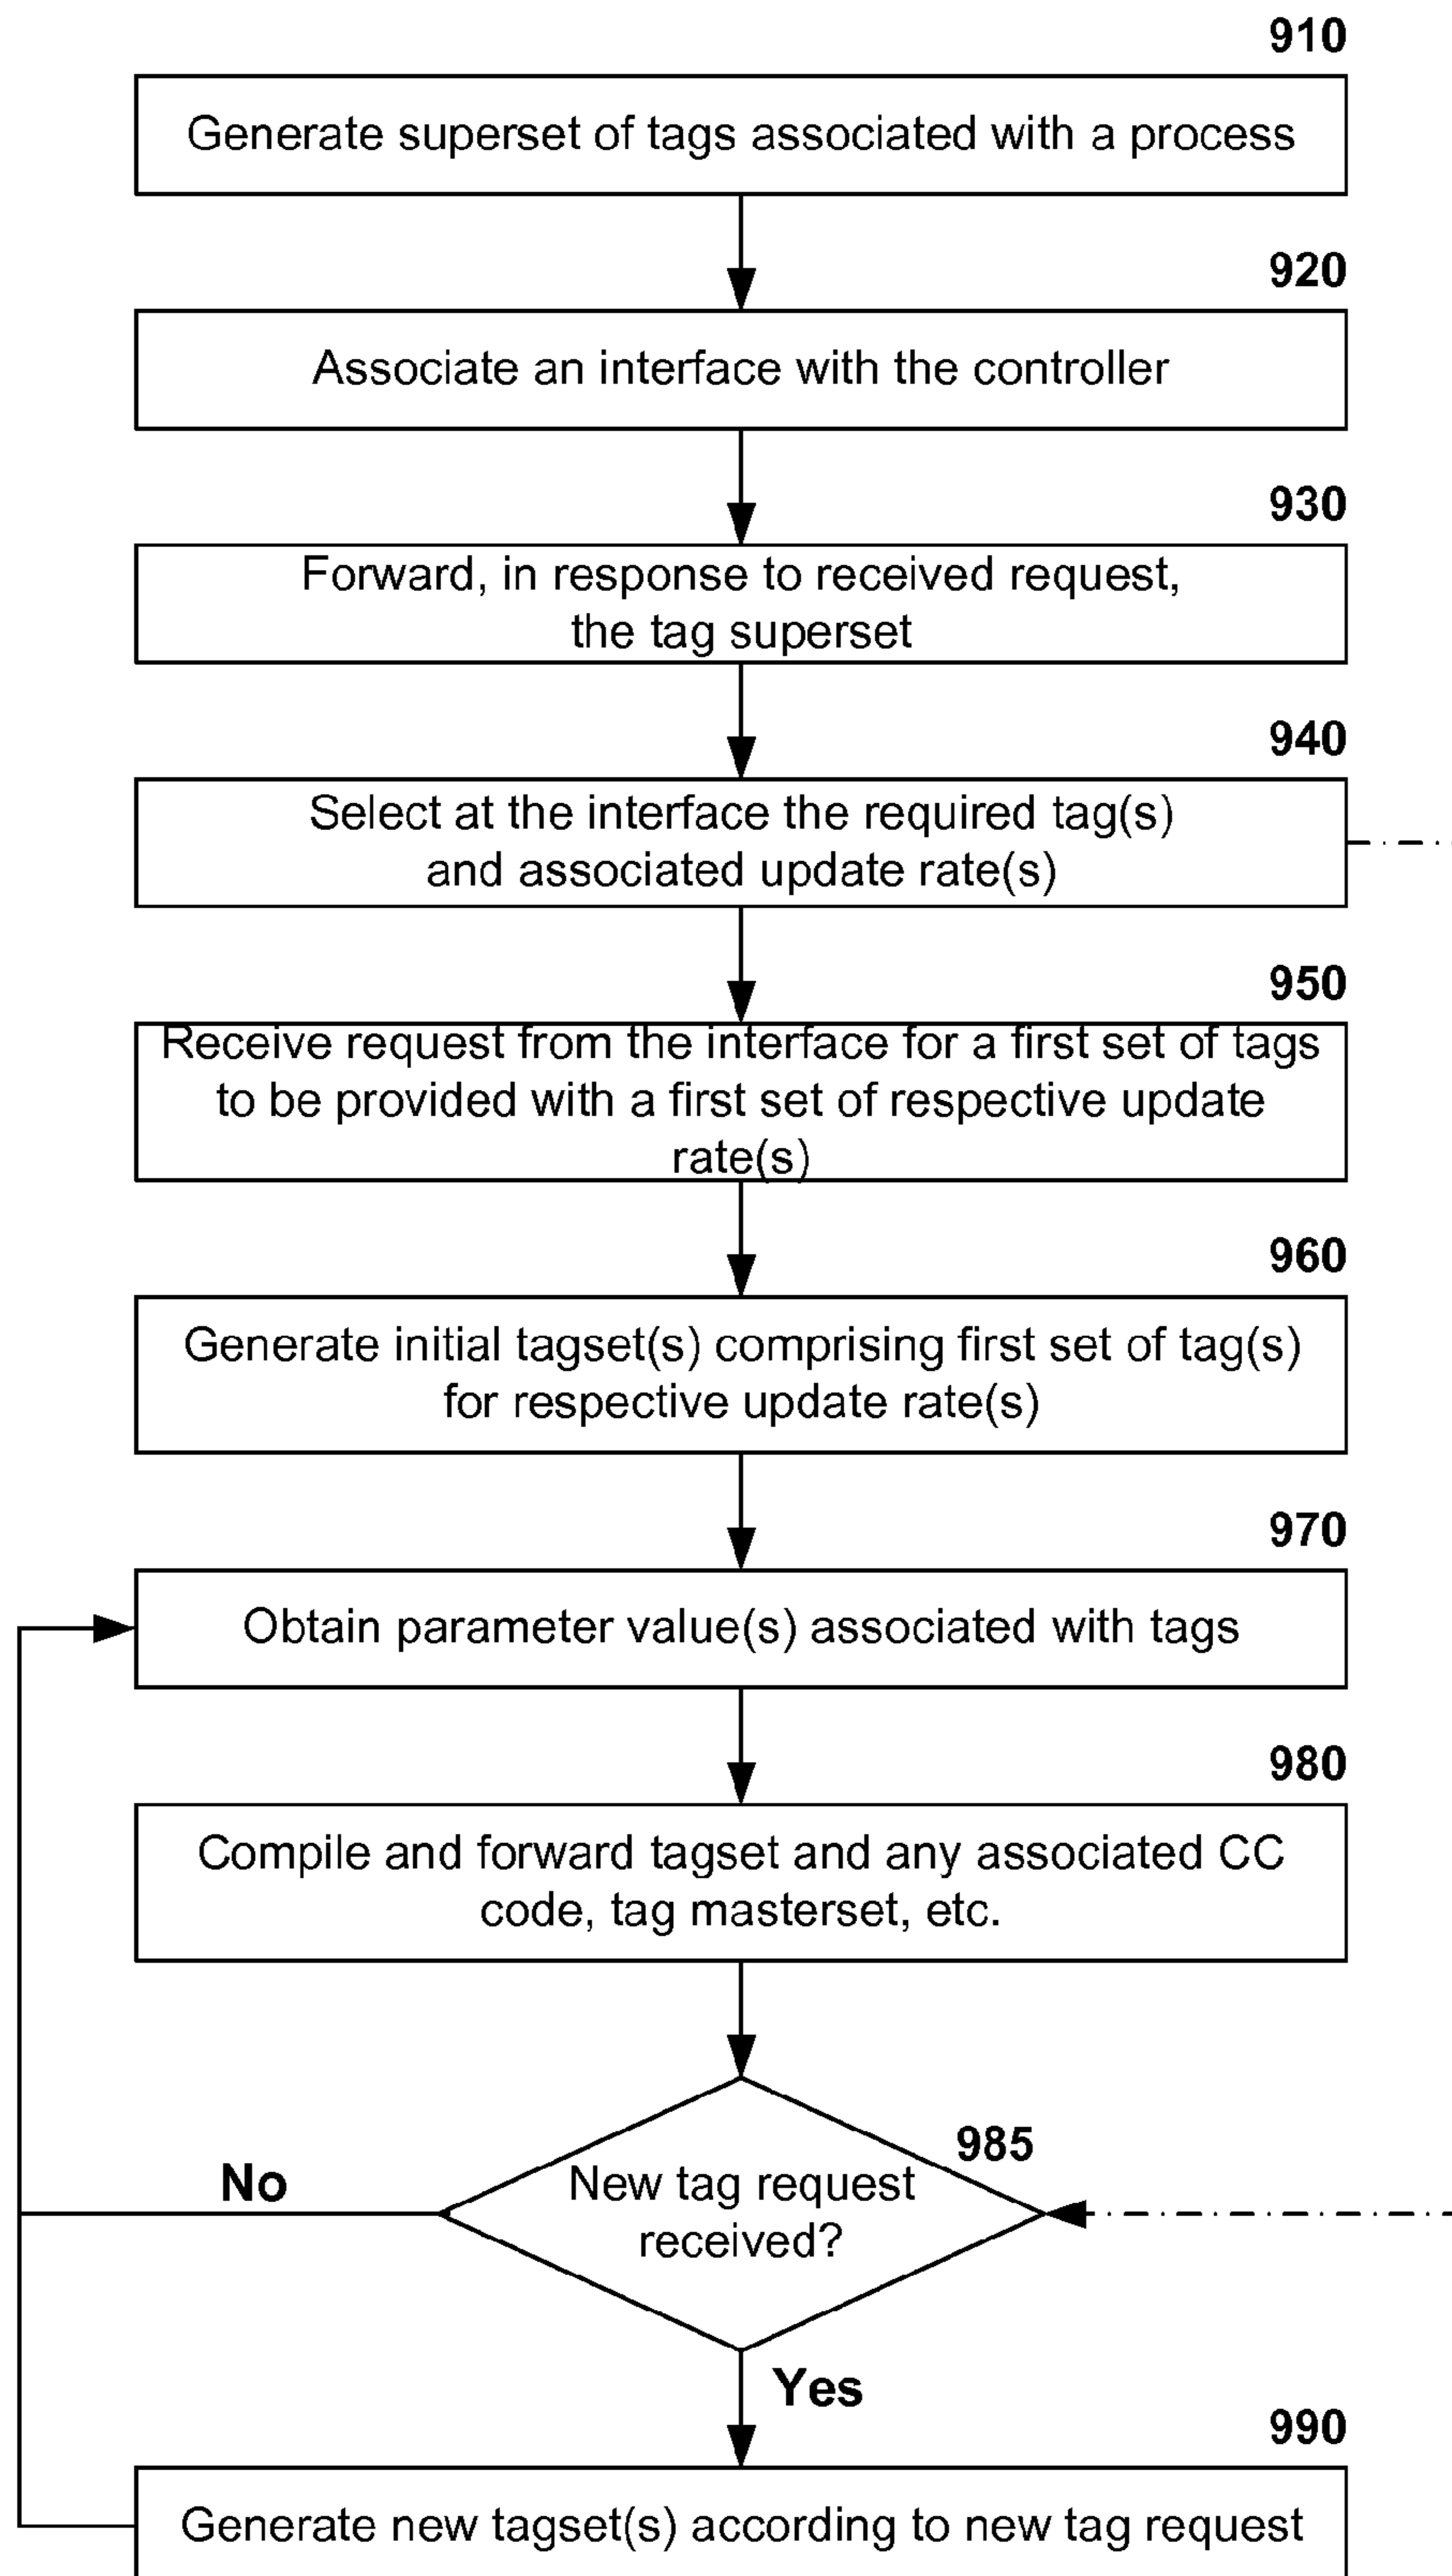 910
Generate superset of tags associated with a process
920
Associate an interface with the controller
930
Forward, in response to received request,
the tag superset
940
Select at the interface the required tag(s)
and associated update rate(s)
950
Receive request from the interface for a first set of tags
to be provided with a first set of respective update
rate(s)
960
Generate initial tagset(s) comprising first set of tag(s)
for respective update rate(s)
970
Obtain parameter value(s) associated with tags
980
Compile and forward tagset and any associated CC
code, tag masterset, etc.
985
New tag request
received?
No
Yes
990
Generate new tagset(s) according to new tag request